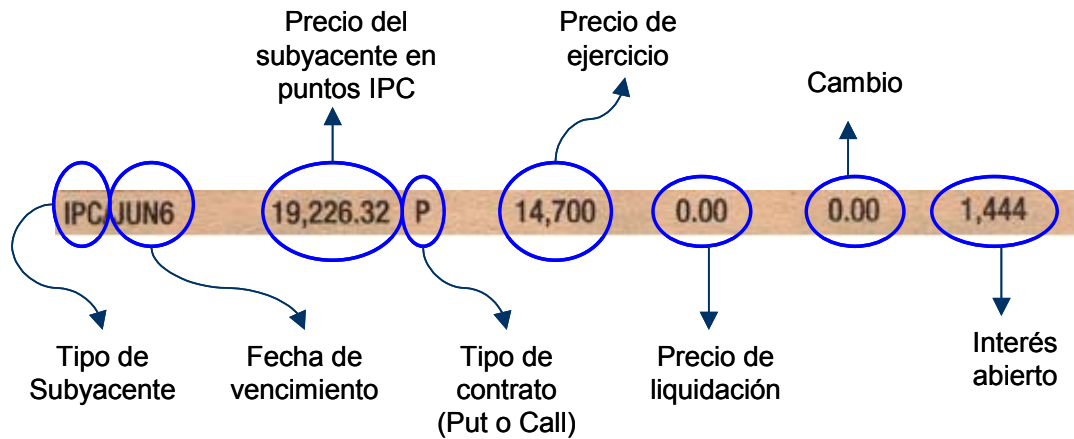 Precio del
subyacente en
puntos IPC
Precio de
ejercicio
Cambio
IPC JUN6 19,226.32 P 14,700 0.00 0.00 1,444
Tipo de
Subyacente
Fecha de
vencimiento
Tipo de
contrato
(Put o Call)
Precio de
liquidación
Interés
abierto